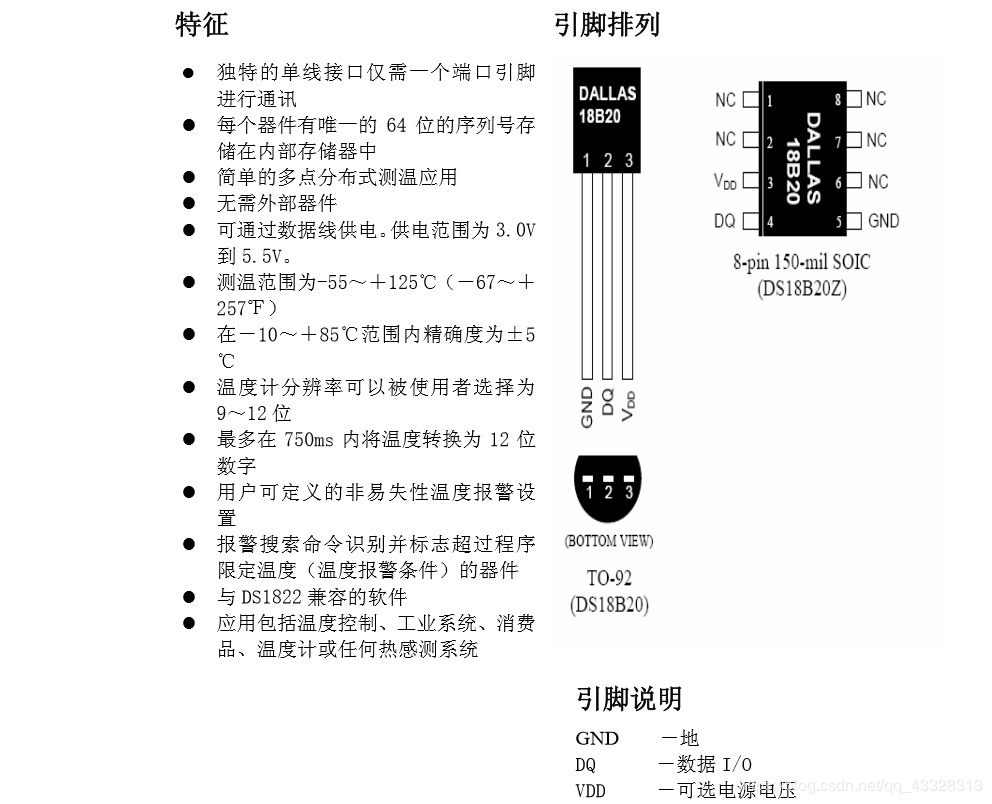 特征
● 独特的单线接口仅需一个端口引脚
进行通讯
● 每个器件有唯一的 64 位的序列号存
储在内部存储器中
● 简单的多点分布式测温应用
● 无需外部器件
● 可通过数据线供电。供电范围为 3.0V
到 5.5V。
● 测温范围为-55～＋125℃（－67～＋
257℉）
● 在－10～＋85℃范围内精确度为±5
℃
● 温度计分辨率可以被使用者选择为
9～12 位
● 最多在 750ms 内将温度转换为 12 位
数字
● 用户可定义的非易失性温度报警设
置
● 报警搜索命令识别并标志超过程序
限定温度（温度报警条件）的器件
● 与 DS1822 兼容的软件
● 应用包括温度控制、工业系统、消费
品、温度计或任何热感测系统
引脚排列
DALLAS
18B20
1 2 3
GND DQ VDD
1 2 3
(BOTTOM VIEW)
TO-92
(DS18B20)
NC 1 8 NC
NC 2 7 NC
VDD 3 6 NC
DQ 4 5 GND
DALLAS
18B20
8-pin 150-mil SOIC
(DS18B20Z)
引脚说明
GND －地
DQ －数据 I/O
VDD －可选电源电压
blog.csdn.net/qq_43328313